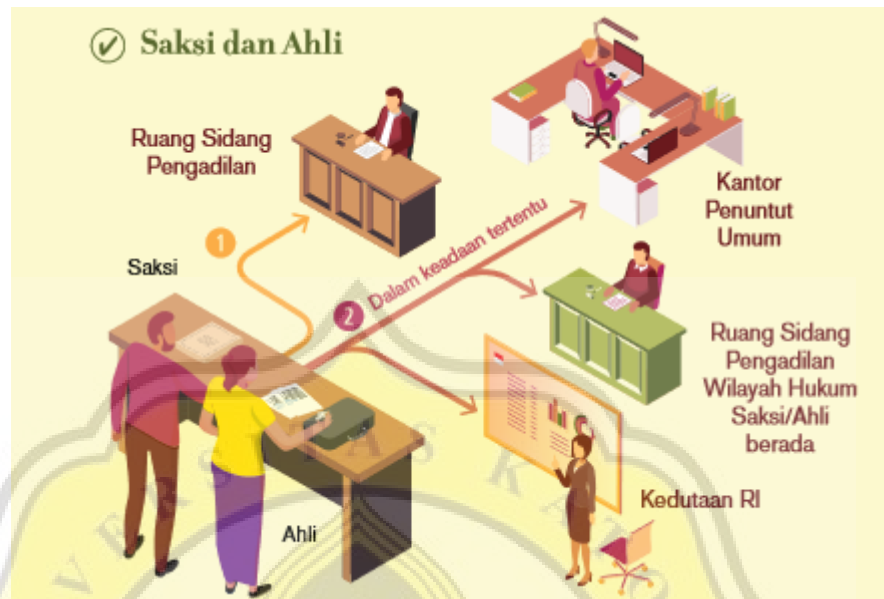 Saksi dan Ahli
Ruang Sidang
Pengadilan
Kantor
Penuntut
Umum
1
Saksi
2 Dalam keadaan tertentu
Ruang Sidang
Pengadilan
Wilayah Hukum
Saksi/Ahli
berada
Kedutaan RI
Ahli